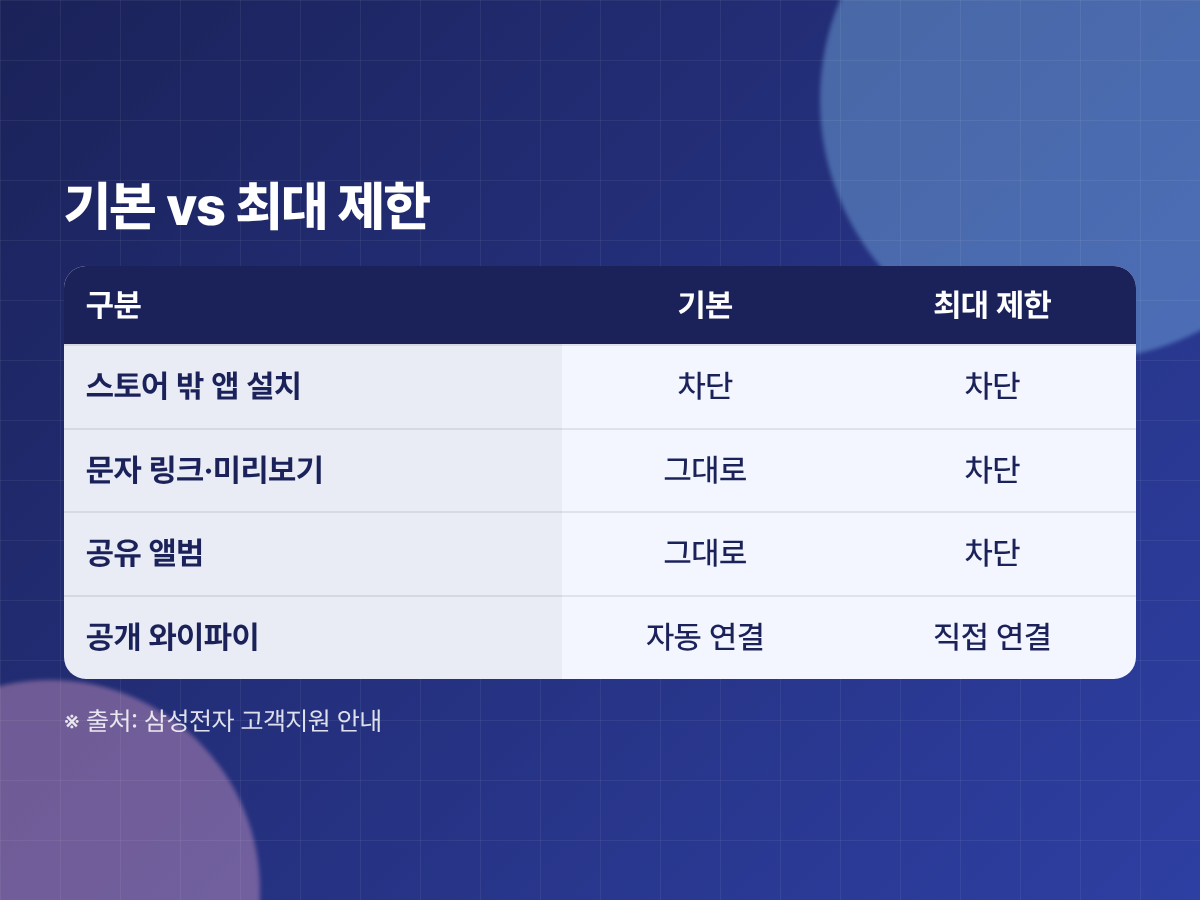 기본 vs 최대 제한
구분 기본 최대 제한
스토어 밖 앱 설치 차단 차단
문자 링크·미리보기 그대로 차단
공유 앨범 그대로 차단
공개 와이파이 자동 연결 직접 연결
※ 출처: 삼성전자 고객지원 안내